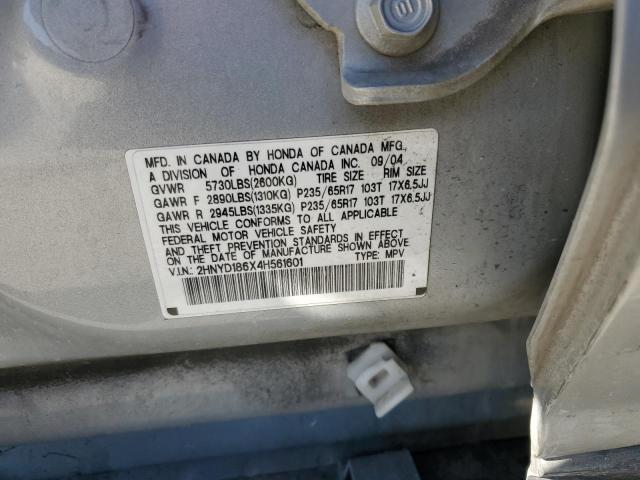 MFD. IN CANADA BY HONDA OF CANADA MFG.,
A DIVISION OF HONDA CANADA INC. 09/04
GVWR 5730LBS(2600KG) TIRE SIZE RIM SIZE
GAWR F 2890LBS(1310KG) P235/65R17 103T 17X6.5JJ
GAWR R 2945LBS(1335KG) P235/65R17 103T 17X6.5JJ
THIS VEHICLE CONFORMS TO ALL APPLICABLE
FEDERAL MOTOR VEHICLE SAFETY
AND THEFT PREVENTION STANDARDS IN EFFECT
ON THE DATE OF MANUFACTURE SHOWN ABOVE.
V.I.N.: 2HNYD186X4H561601 TYPE: MPV